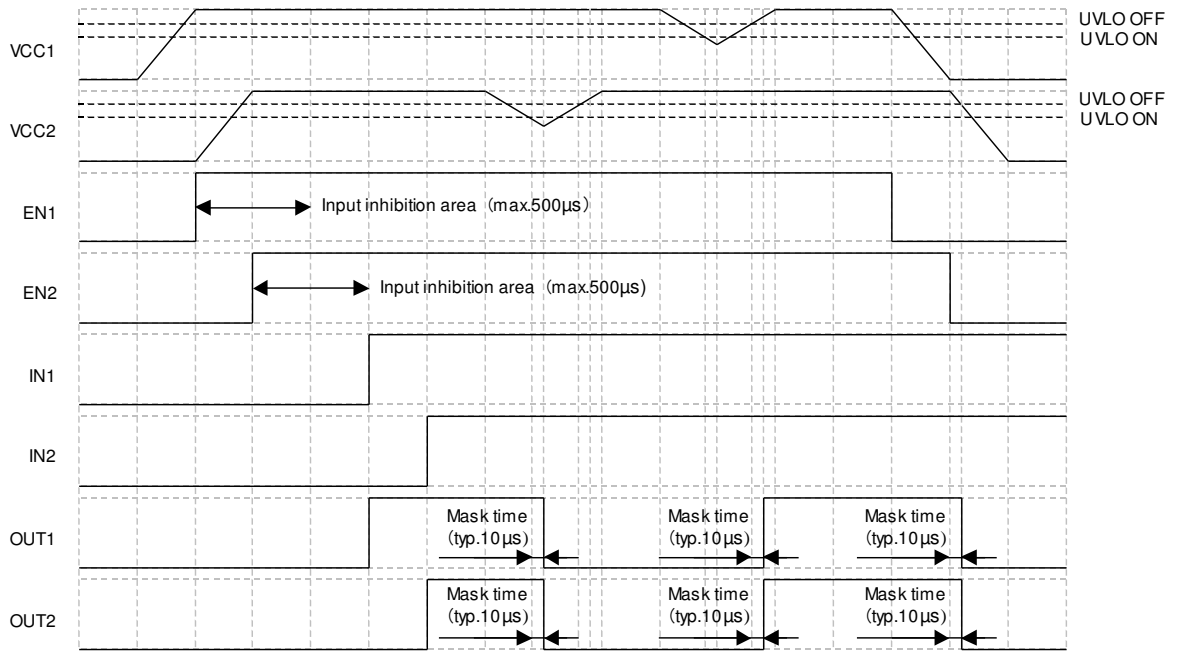 VCC1
UVLO OFF
UVLO ON
VCC2
UVLO OFF
UVLO ON
EN1
Input inhibition area (max.500µs)
EN2
Input inhibition area (max.500µs)
IN1
IN2
OUT1
Mask time
(typ.10µs)
Mask time
(typ.10µs)
Mask time
(typ.10µs)
OUT2
Mask time
(typ.10µs)
Mask time
(typ.10µs)
Mask time
(typ.10µs)